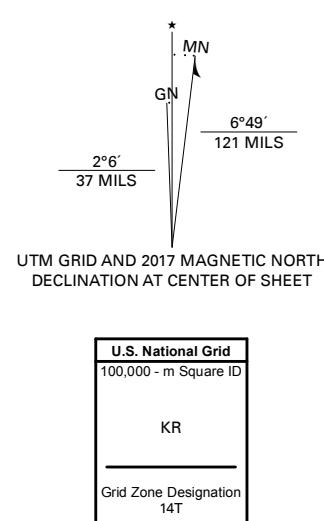 MN
GN
6°49´
121 MILS
2°6´
37 MILS
UTM GRID AND 2017 MAGNETIC NORTH
DECLINATION AT CENTER OF SHEET
U.S. National Grid
100,000 - m Square ID
KR
Grid Zone Designation
14T